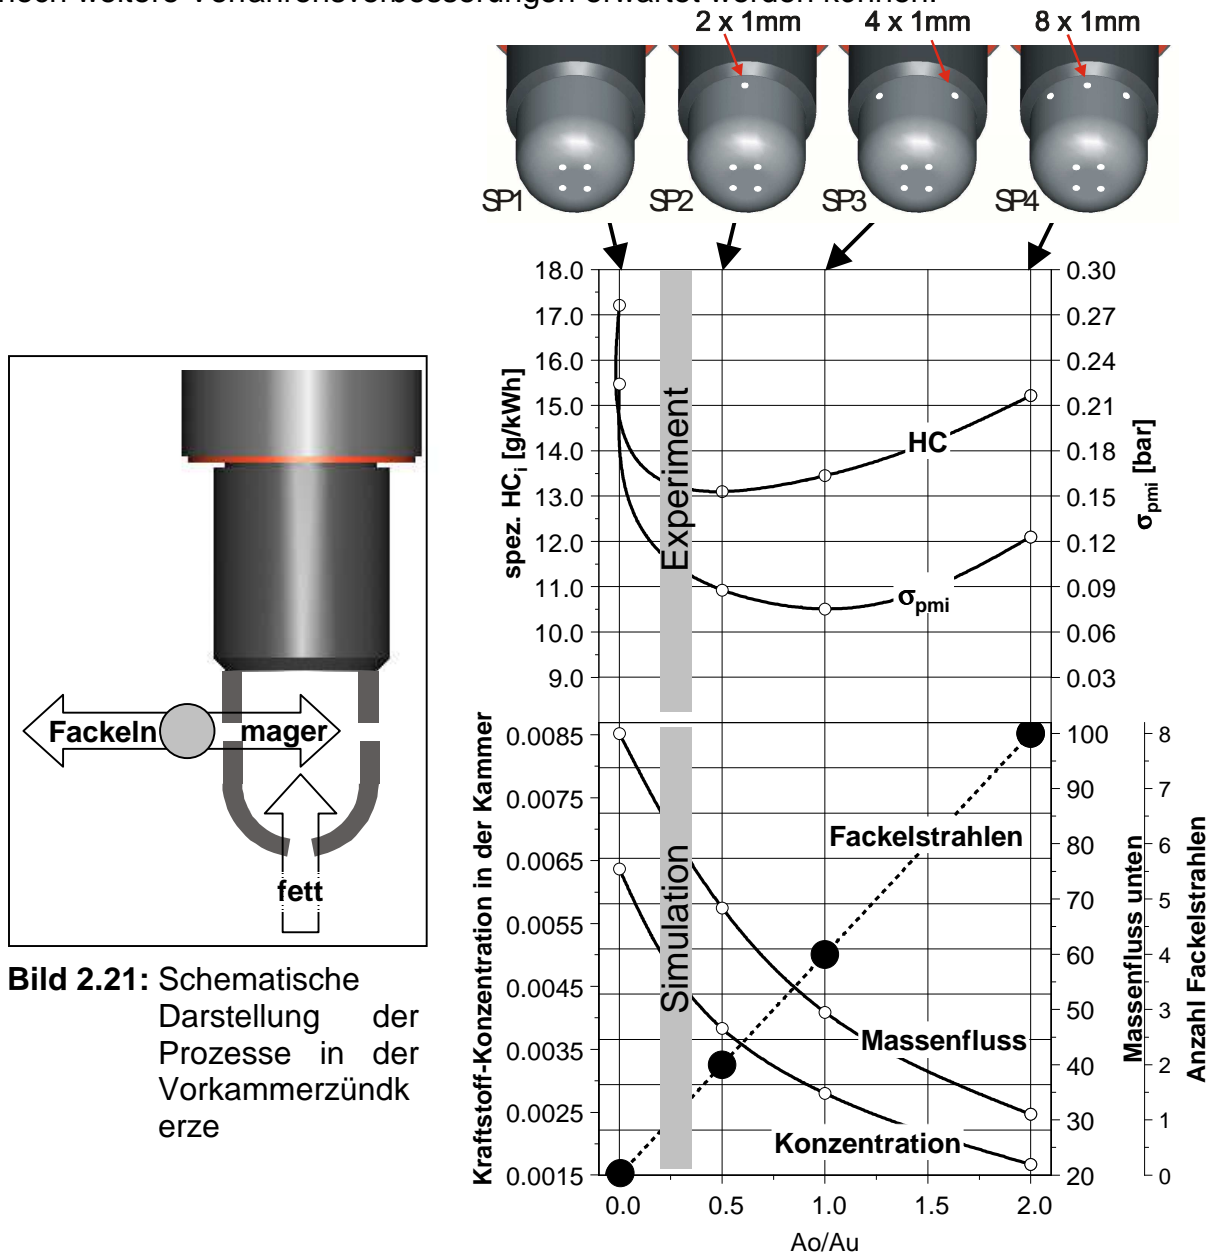 noch weitere Verfahrensverbesserungen erwartet werden können.
2 x 1mm 4 x 1mm 8 x 1mm
SP1 SP2 SP3 SP4
18.0 0.30
17.0 0.27
16.0 0.24
15.0 0.21
14.0 0.18
13.0 0.15
12.0 0.12
11.0 0.09
10.0 0.06
9.0 0.03
spez. HCi [g/kWh]
Experiment
HC
σpmi
σpmi [bar]
Fackeln mager
fett
Bild 2.21: Schematische
Darstellung der
Prozesse in der
Vorkammerzündk
erze
Kraftstoff-Konzentration in der Kammer
0.0085
0.0075
0.0065
0.0055
0.0045
0.0035
0.0025
0.0015
Simulation
Fackelstrahlen
Massenfluss
Konzentration
100
90
80
70
60
50
40
30
20
Massenfluss unten
8
7
6
5
4
3
2
1
0
Anzahl Fackelstrahlen
0.0 0.5 1.0 1.5 2.0
Ao/Au